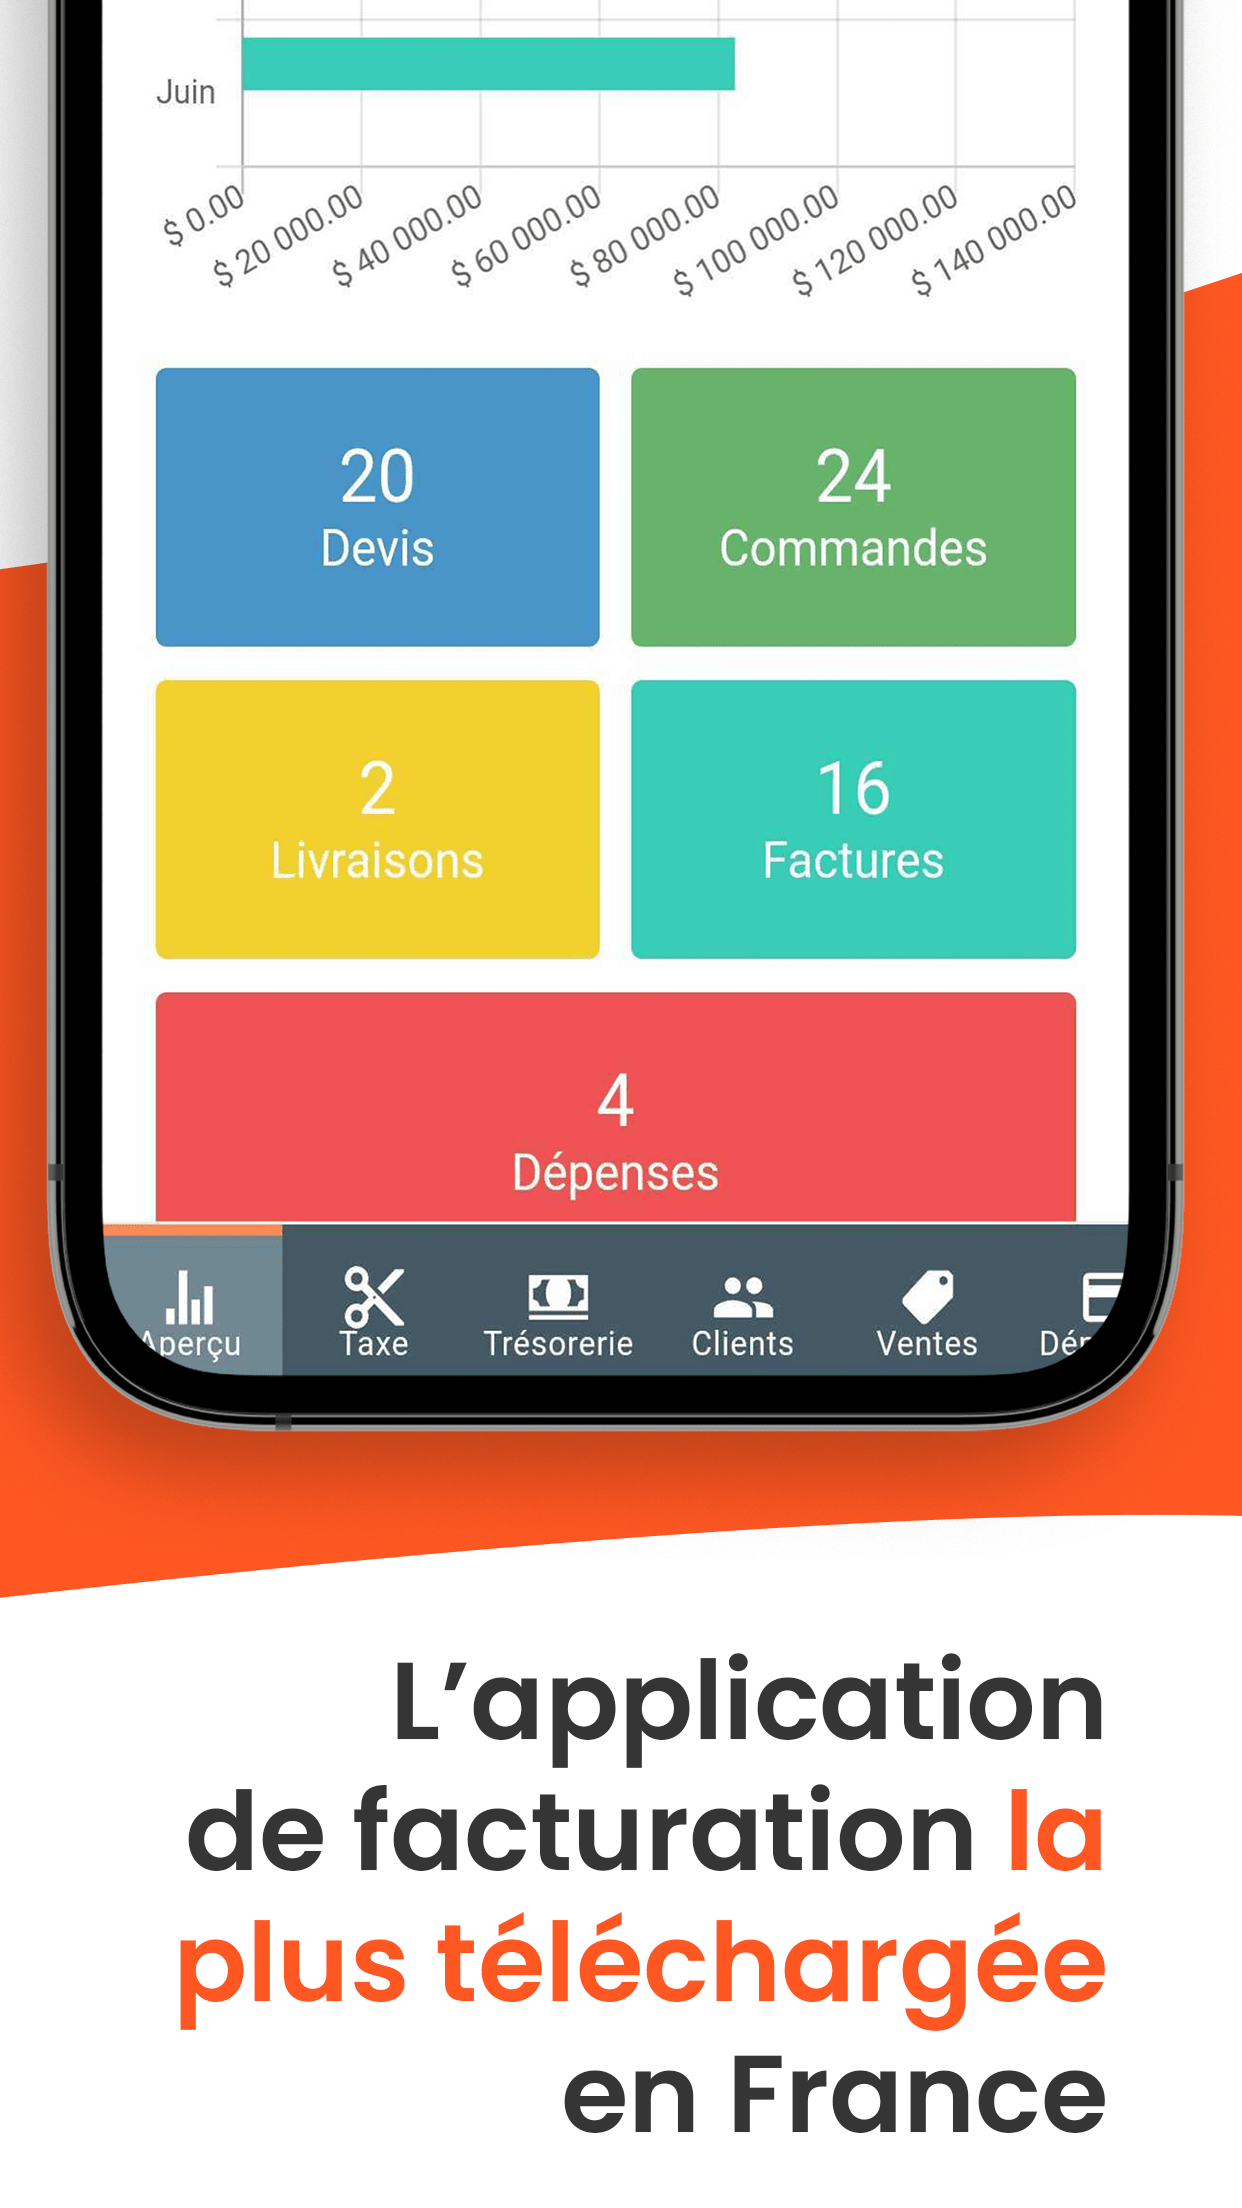 Juin
$ 0.00
$ 20 000.00
$ 40 000.00
$ 60 000.00
$ 80 000.00
$ 100 000.00
$ 120 000.00
$ 140 000.00
20
Devis
24
Commandes
2
Livraisons
16
Factures
4
Dépenses
Aperçu
Taxe
Trésorerie
Clients
Ventes
L’application
de facturation la
plus téléchargée
en France